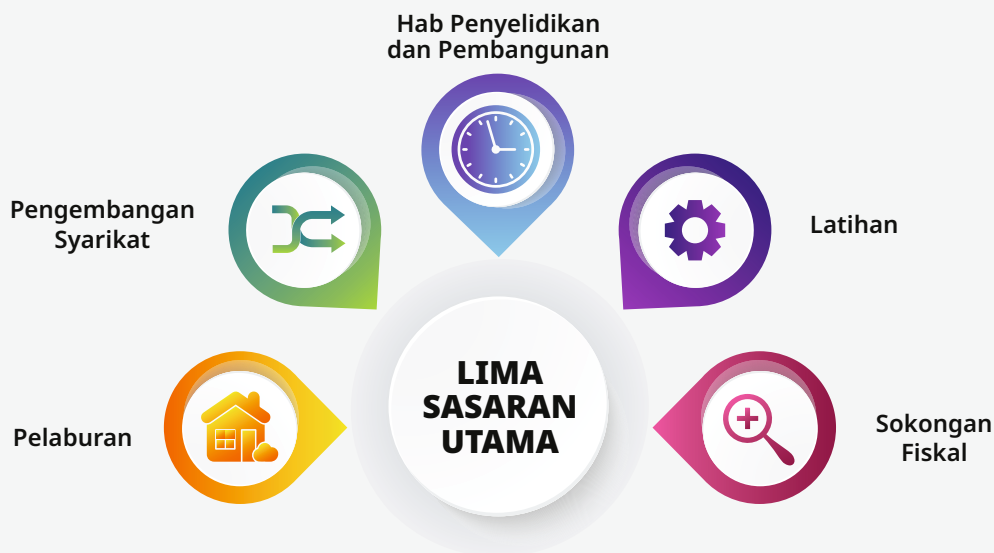 Hab Penyelidikan
dan Pembangunan
Pengembangan
Syarikat
Latihan
LIMA
SASARAN
UTAMA
Pelaburan
Sokongan
Fiskal